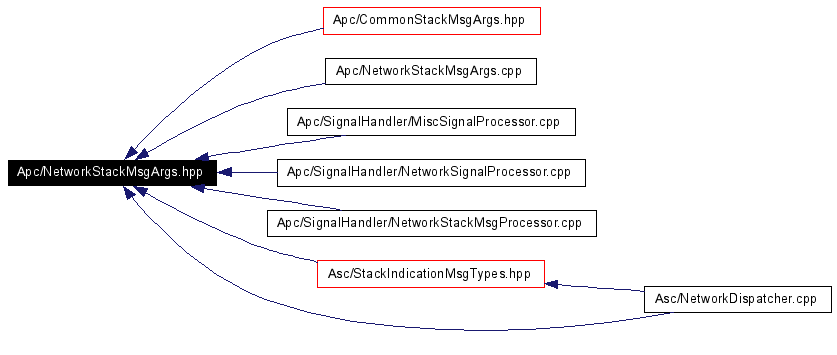 Apc/CommonStackMsgArgs.hpp
Apc/NetworkStackMsgArgs.cpp
Apc/SignalHandler/MiscSignalProcessor.cpp
Apc/NetworkStackMsgArgs.hpp
Apc/SignalHandler/NetworkSignalProcessor.cpp
Apc/SignalHandler/NetworkStackMsgProcessor.cpp
Asc/StackIndicationMsgTypes.hpp
Asc/NetworkDispatcher.cpp